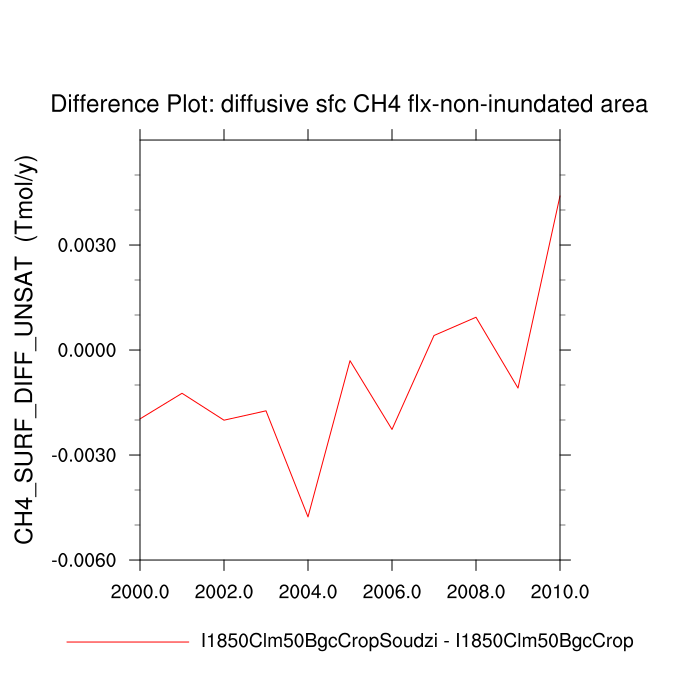 Difference Plot: diffusive sfc CH4 flx-non-inundated area
CH4_SURF_DIFF_UNSAT (Tmol/y)
0.0030
0.0000
-0.0030
-0.0060
2000.0 2002.0 2004.0 2006.0 2008.0 2010.0
I1850Clm50BgcCropSoudzi - I1850Clm50BgcCrop